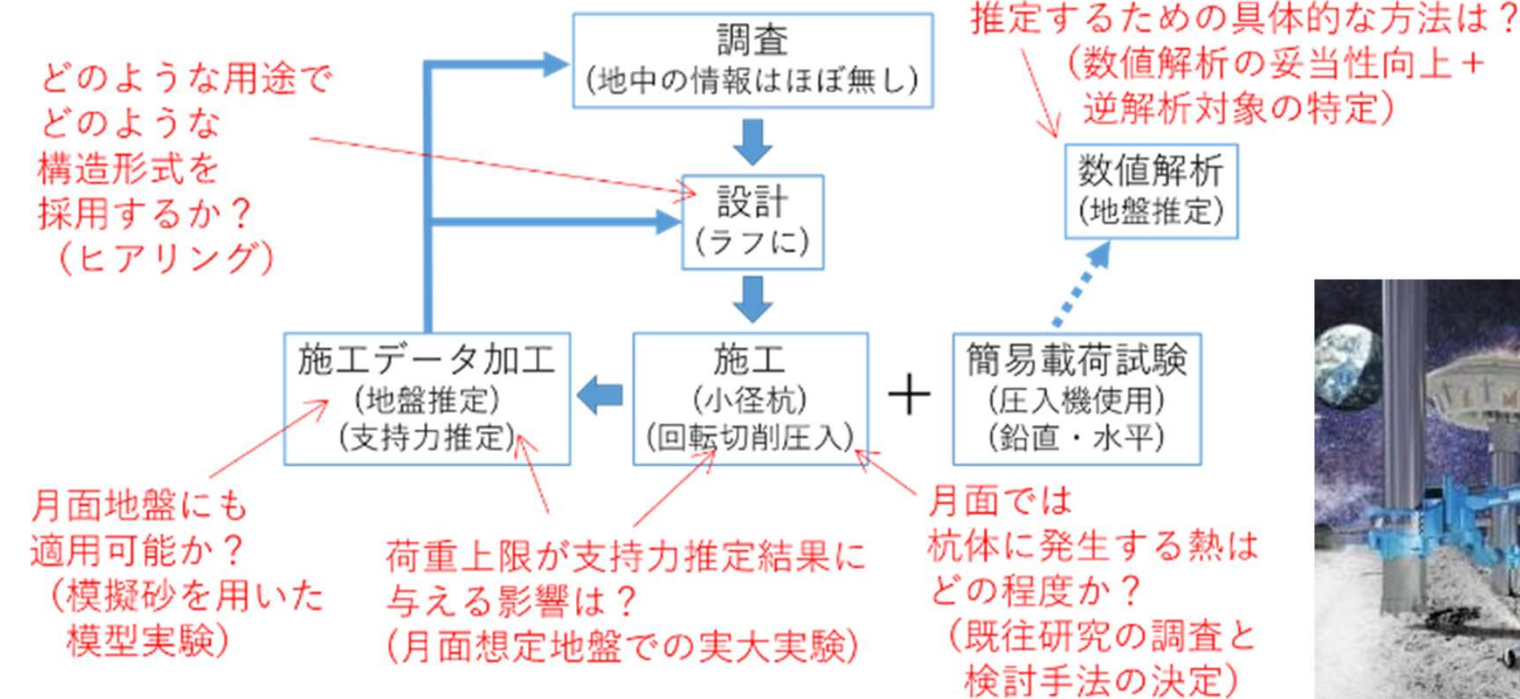 推定するための具体的な方法は？
（数値解析の妥当性向上＋
逆解析対象の特定）
調査
(地中の情報はほぼ無し)
どのような用途で
どのような
構造形式を
採用するか？
（ヒアリング）
設計
(ラフに)
数値解析
(地盤推定)
施工データ加工
(地盤推定)
(支持力推定)
施工
(小径杭)
(回転切削圧入)
＋
簡易載荷試験
(圧入機使用)
(鉛直・水平)
月面地盤にも
適用可能か？
（模擬砂を用いた
模型実験）
荷重上限が支持力推定結果に
与える影響は？
(月面想定地盤での実大実験)
月面では
杭体に発生する熱は
どの程度か？
（既往研究の調査と
検討手法の決定）